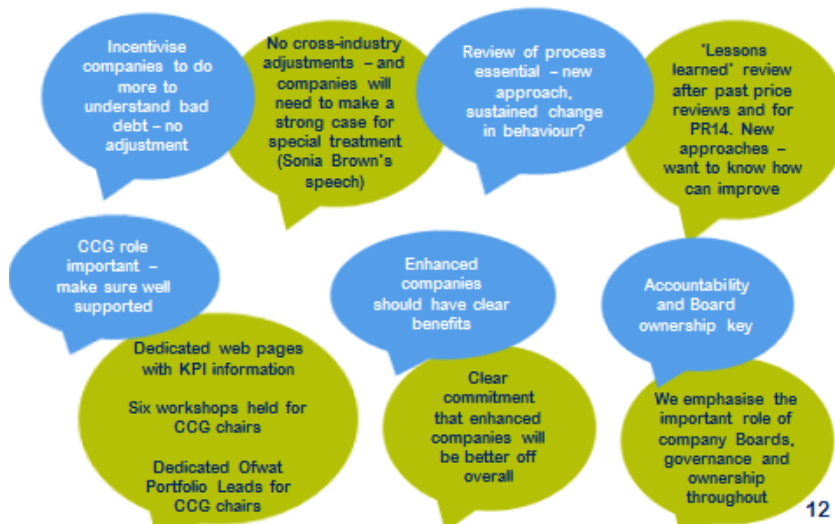 Incentivise
companies to do
more to
understand bad
debt – no
adjustment
No cross-industry
adjustments – and
companies will
need to make a
strong case for
special treatment
(Sonia Brown's
speech)
Review of process
essential – new
approach,
sustained change
in behaviour?
'Lessons
learned' review
after past price
reviews and for
PR14. New
approaches –
want to know how
can improve
CCG role
important –
make sure well
supported
Dedicated web pages
with KPI information
Six workshops held for
CCG chairs
Dedicated Ofwat
Portfolio Leads for
CCG chairs
Enhanced
companies
should have clear
benefits
Clear
commitment
that enhanced
companies will
be better off
overall
Accountability
and Board
ownership key
We emphasise the
important role of
company Boards,
governance and
ownership
throughout
12